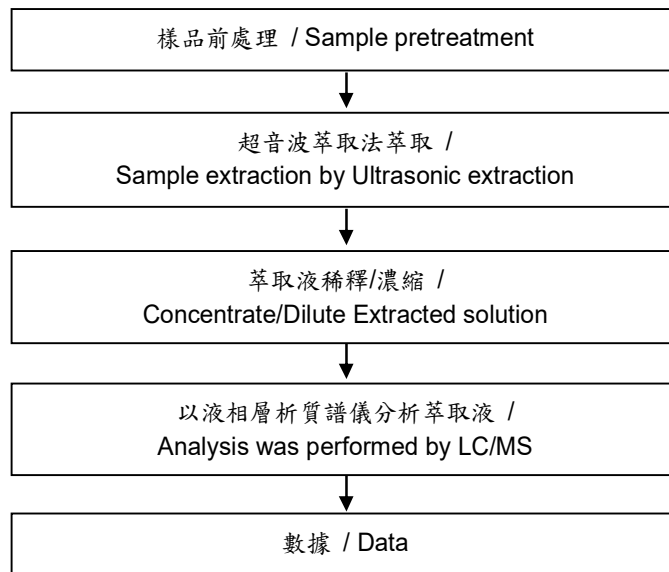 樣品前處理 / Sample pretreatment
超音波萃取法萃取 /
Sample extraction by Ultrasonic extraction
萃取液稀釋/濃縮 /
Concentrate/Dilute Extracted solution
以液相層析質譜儀分析萃取液 /
Analysis was performed by LC/MS
數據 / Data